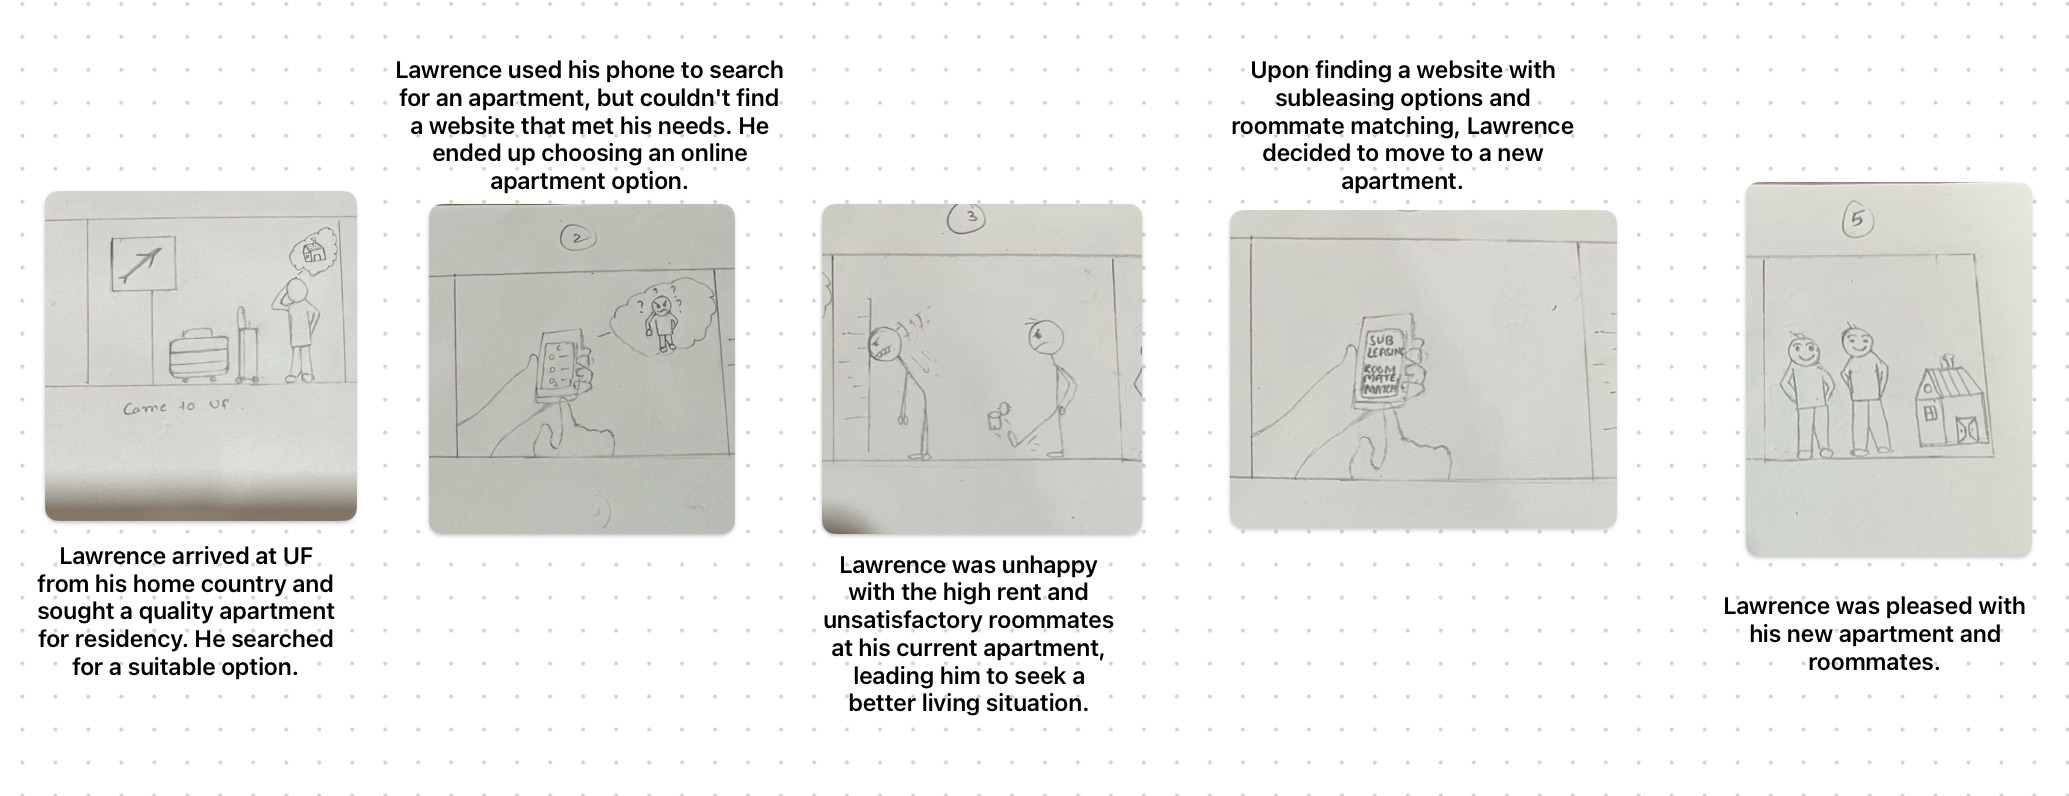 Lawrence arrived at UF
from his home country and
sought a quality apartment
for residency. He searched
for a suitable option.
Came to UF.
Lawrence used his phone to search
for an apartment, but couldn't find
a website that met his needs. He
ended up choosing an online
apartment option.
2
? ? ? ? ?
3
Lawrence was unhappy
with the high rent and
unsatisfactory roommates
at his current apartment,
leading him to seek a
better living situation.
Upon finding a website with
subleasing options and
roommate matching, Lawrence
decided to move to a new
apartment.
SUB
LEASING
ROOM
MATE
MATCH
5
Lawrence was pleased with
his new apartment and
roommates.